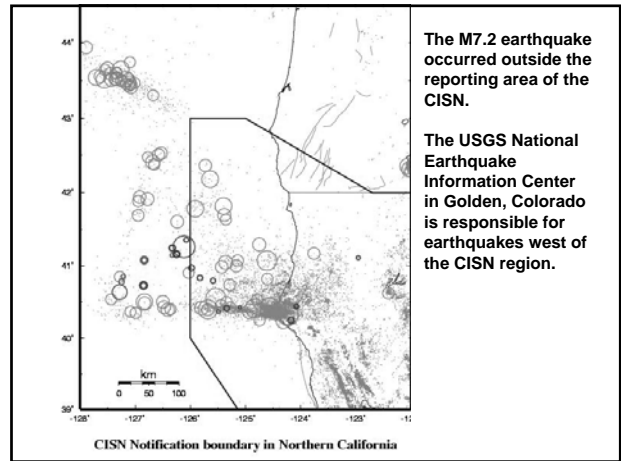 The M7.2 earthquake
occurred outside the
reporting area of the
CISN.
The USGS National
Earthquake
Information Center
in Golden, Colorado
is responsible for
earthquakes west of
the CISN region.
44°
43°
42°
41°
40°
39°
km
0 50 100
-128° -127° -126° -125° -124° -123° -12
CISN Notification boundary in Northern California